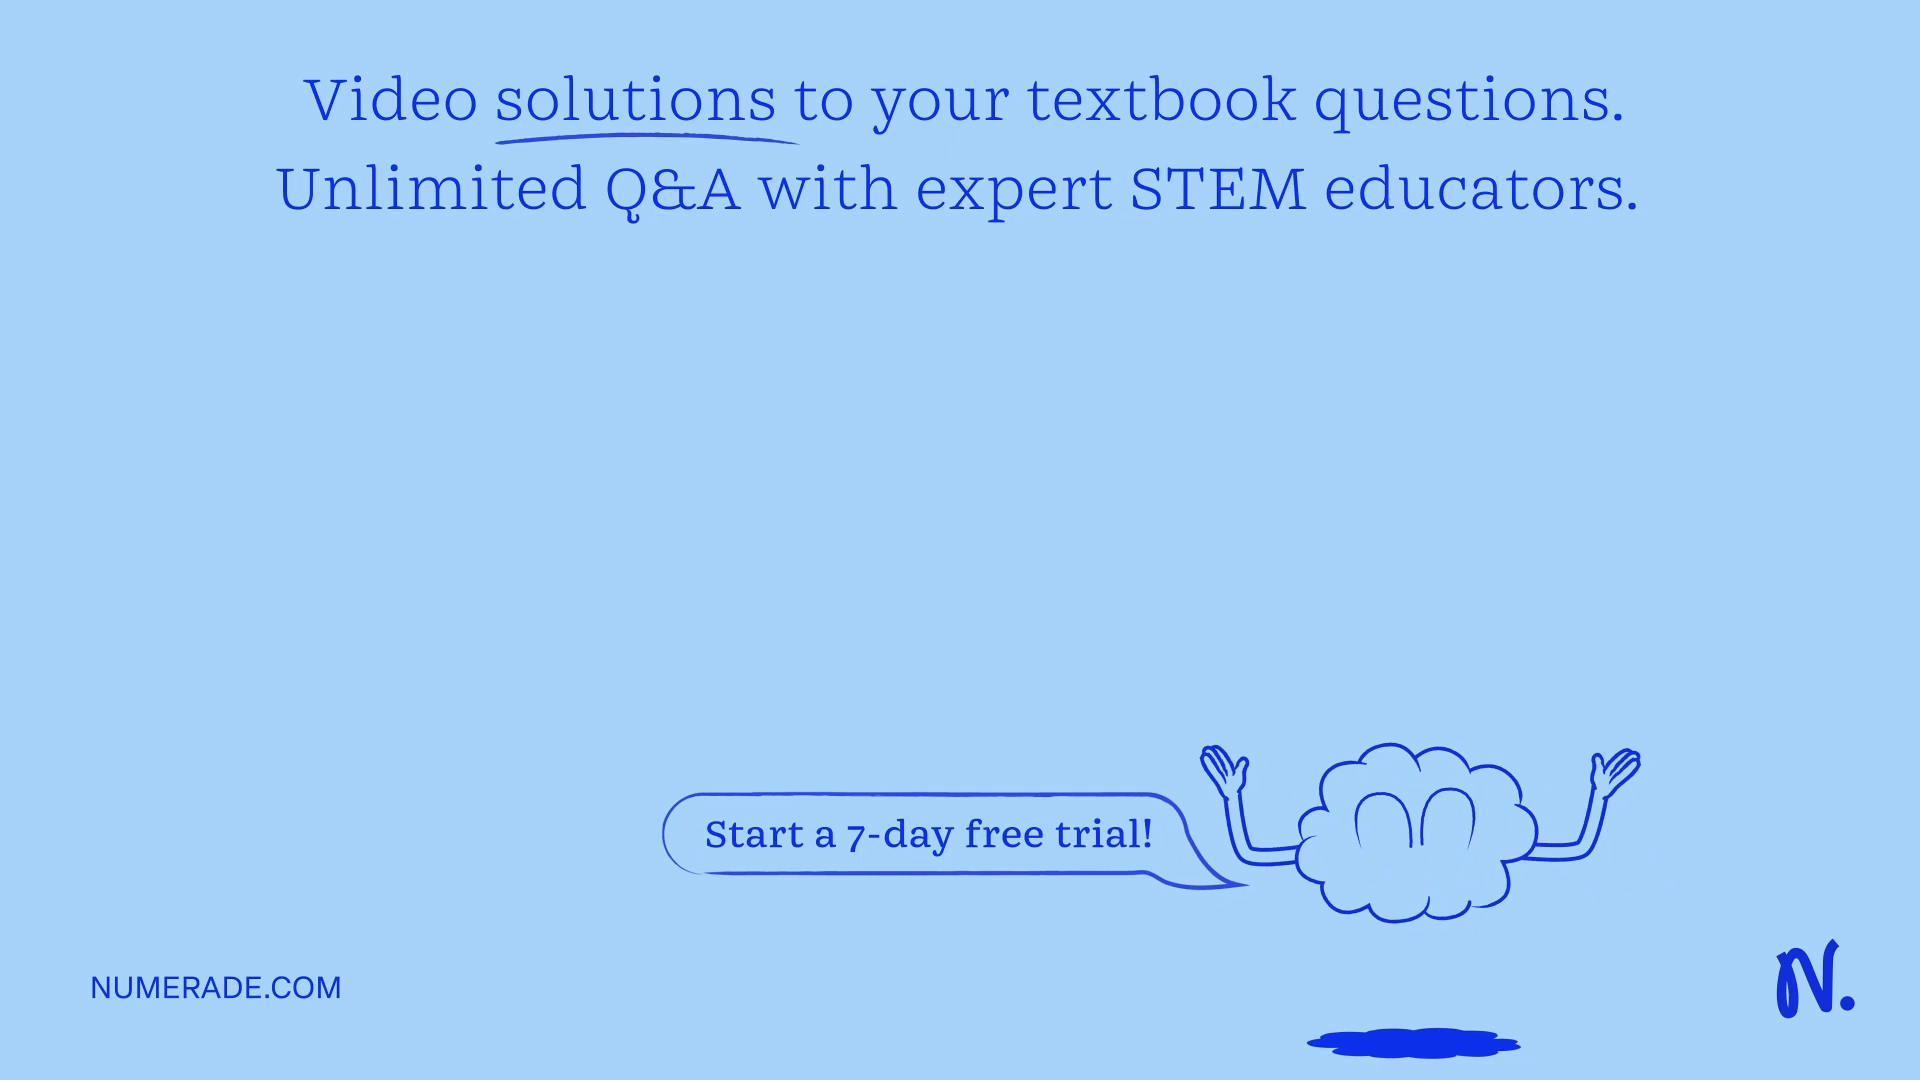 Video solutions to your textbook questions.
Unlimited Q&A with expert STEM educators.
Start a 7-day free trial!
NUMERADE.COM
N.